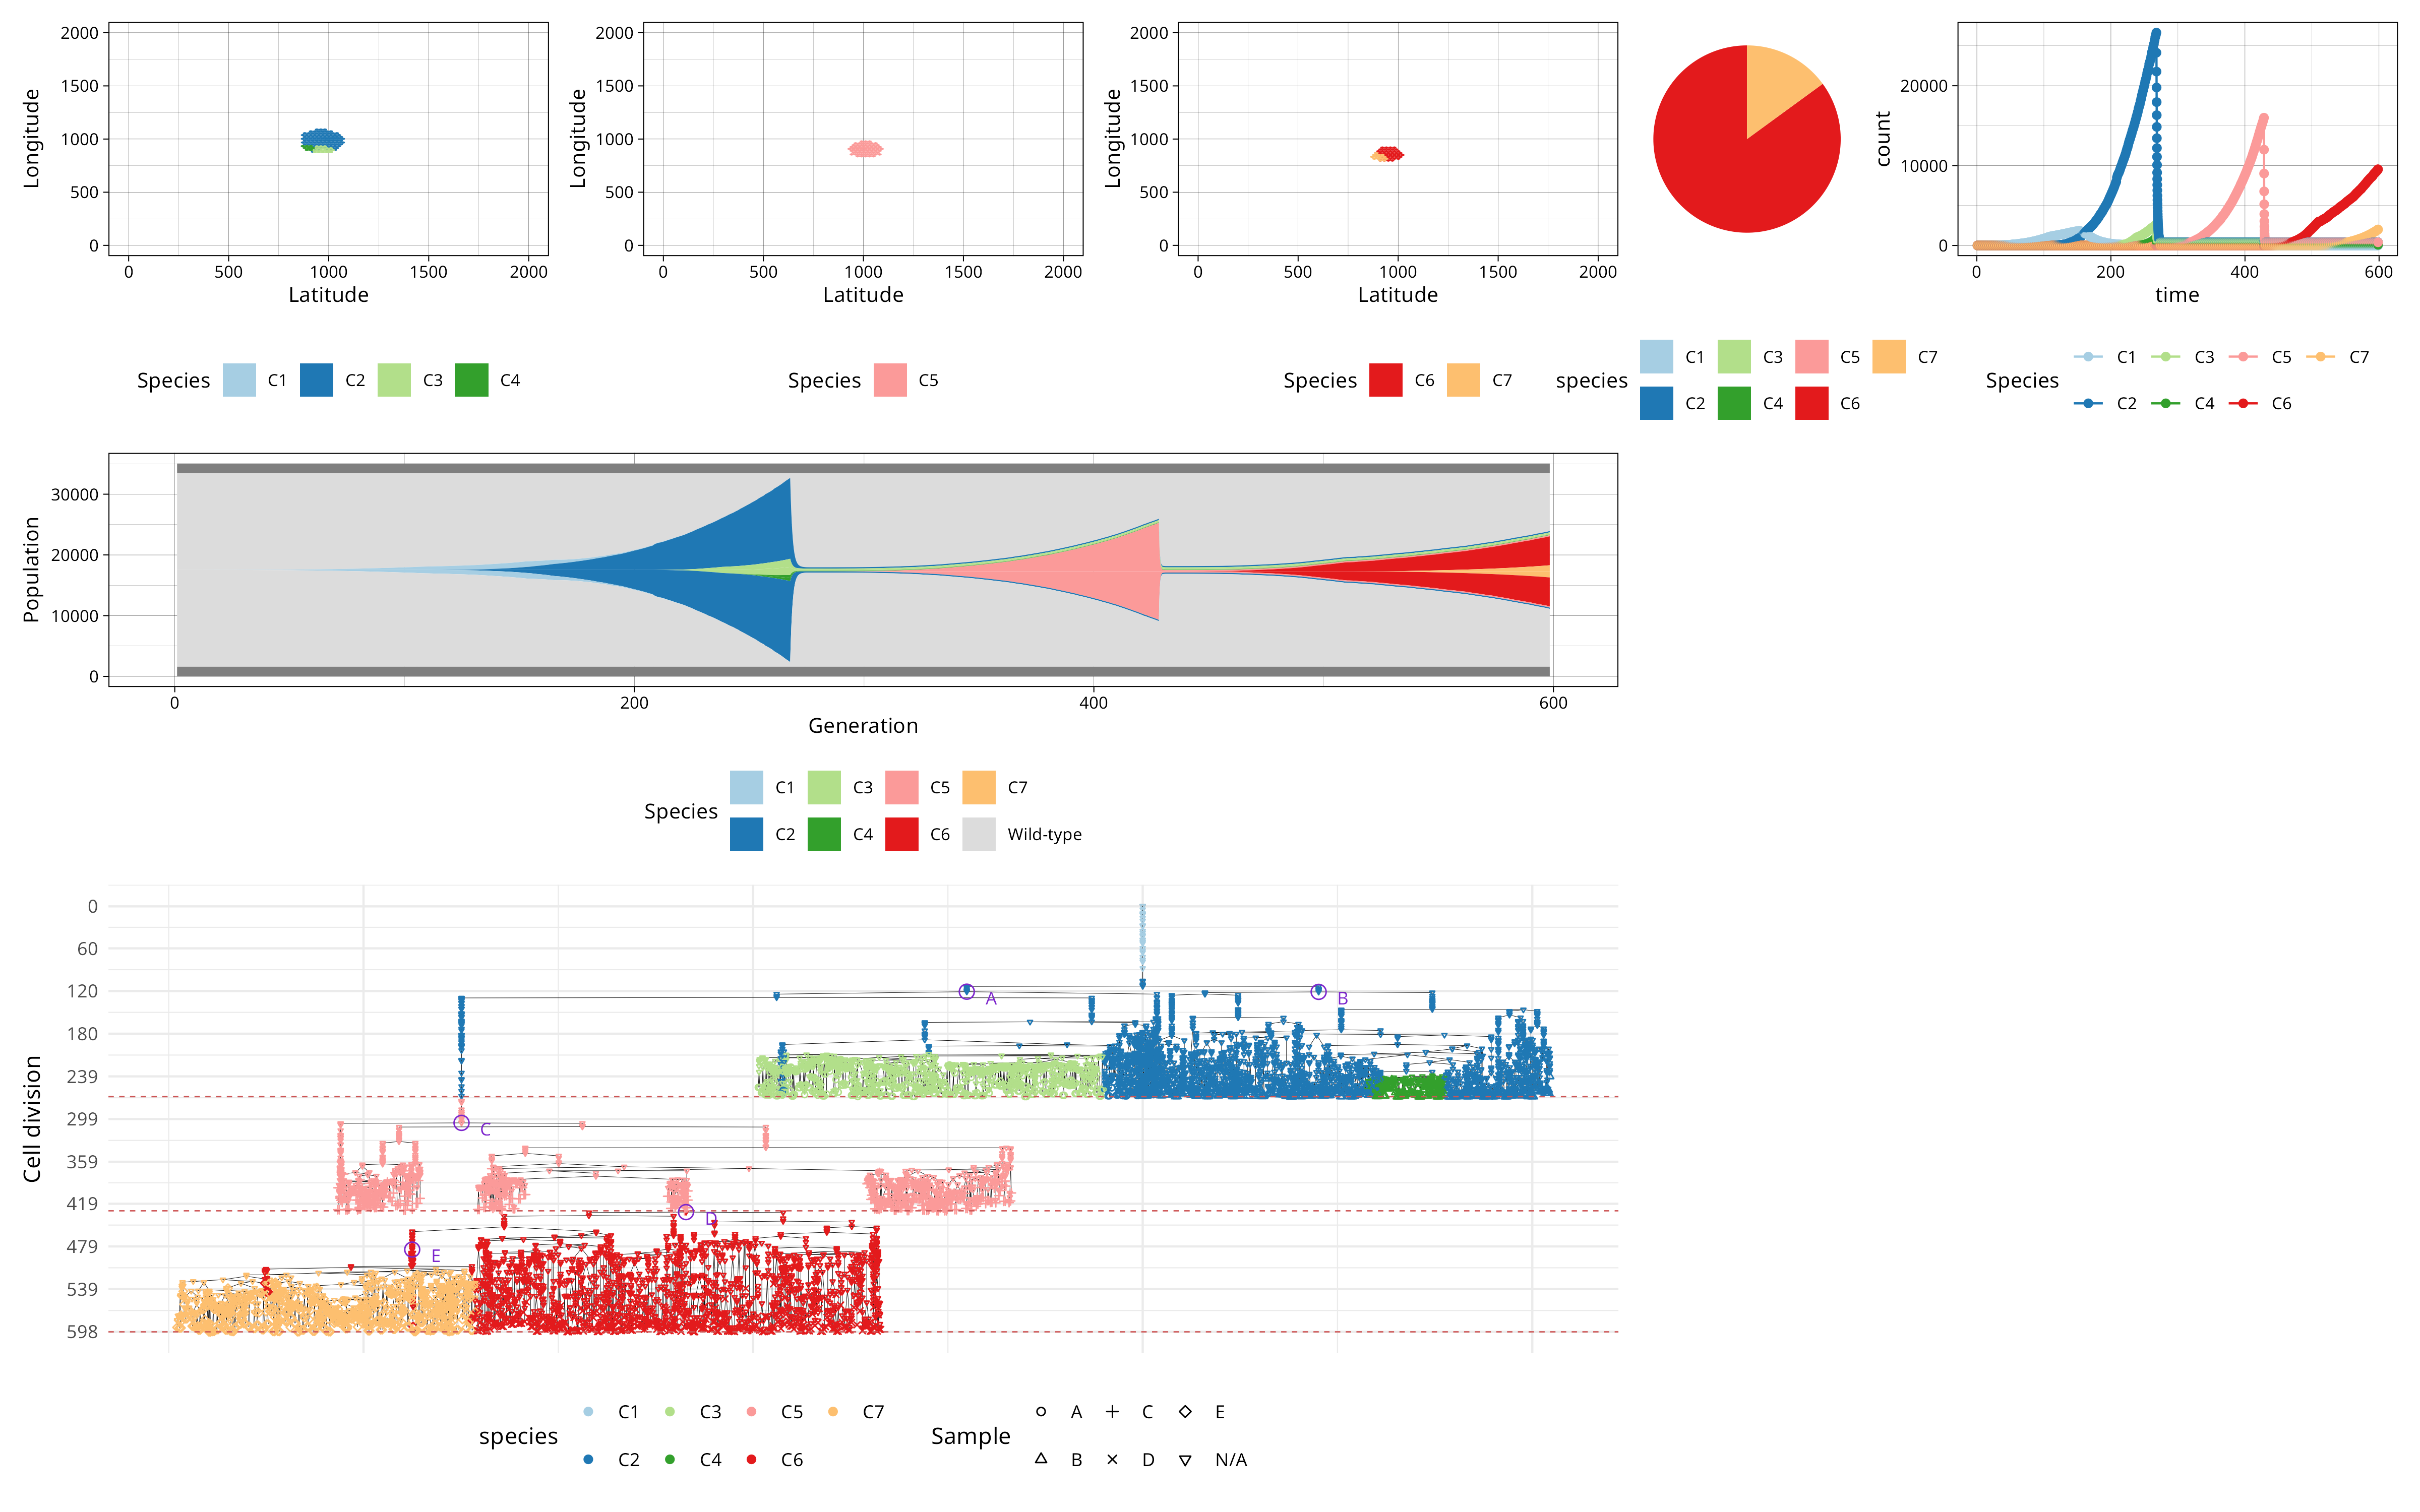 2000
1500
1000
500
0
Longitude
0 500 1000 1500 2000
Latitude
Species C1 C2 C3 C4
2000
1500
1000
500
0
Longitude
0 500 1000 1500 2000
Latitude
Species C5
2000
1500
1000
500
0
Longitude
0 500 1000 1500 2000
Latitude
Species C6 C7
species C1 C3 C5 C7
C2 C4 C6
20000
10000
0
count
0 200 400 600
time
Species C1 C3 C5 C7
C2 C4 C6
30000
20000
10000
0
Population
0 200 400 600
Generation
Species C1 C3 C5 C7
C2 C4 C6 Wild-type
0
60
120
180
239
299
359
419
479
539
598
Cell division
A
B
C
D
E
species C1 C3 C5 C7
C2 C4 C6
Sample A C E
B D N/A